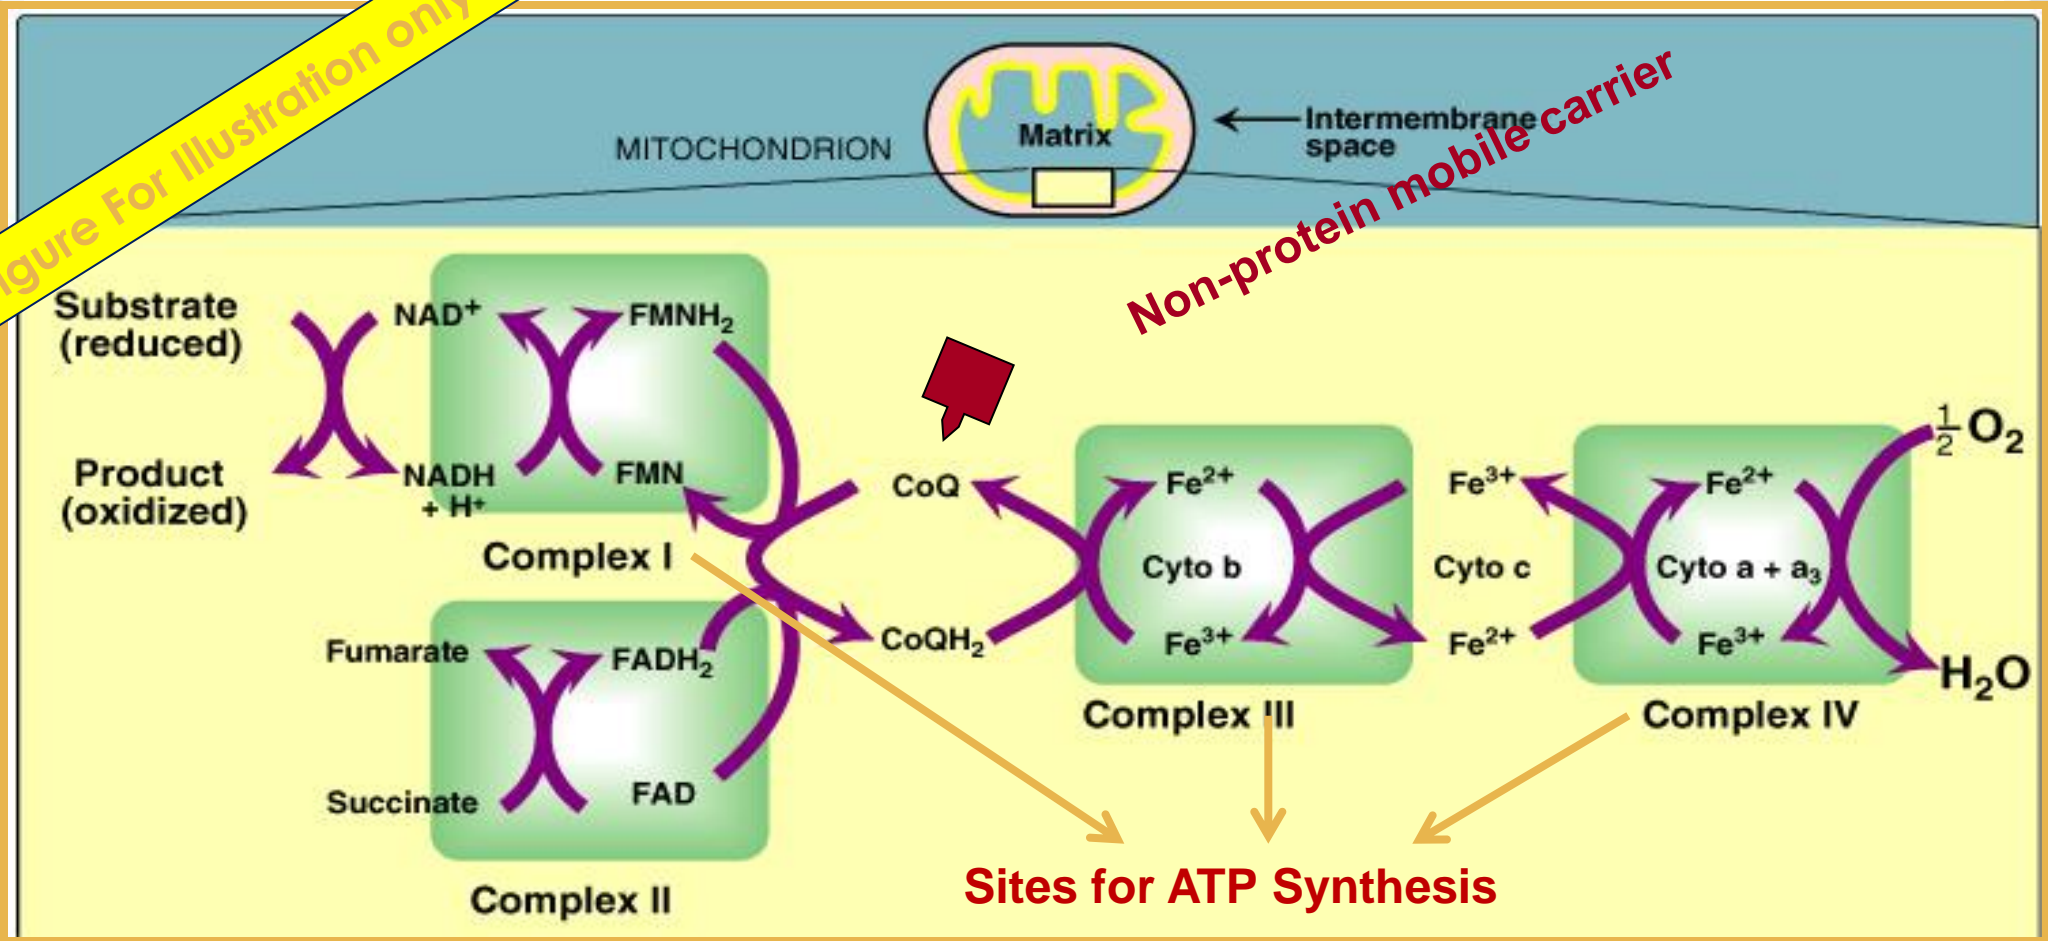 igure For Illustration only
MITOCHONDRION
Matrix
Intermembrane
space
Non-protein mobile carrier
Substrate
(reduced)
NAD⁺
FMNH₂
Product
(oxidized)
NADH
+ H⁺
FMN
Complex I
Fumarate
FADH₂
Succinate
FAD
Complex II
CoQ
CoQH₂
Fe²⁺
Cyto b
Fe³⁺
Complex III
Fe³⁺
Cyto c
Fe²⁺
Fe²⁺
Cyto a + a₃
Fe³⁺
Complex IV
½ O₂
H₂O
Sites for ATP Synthesis